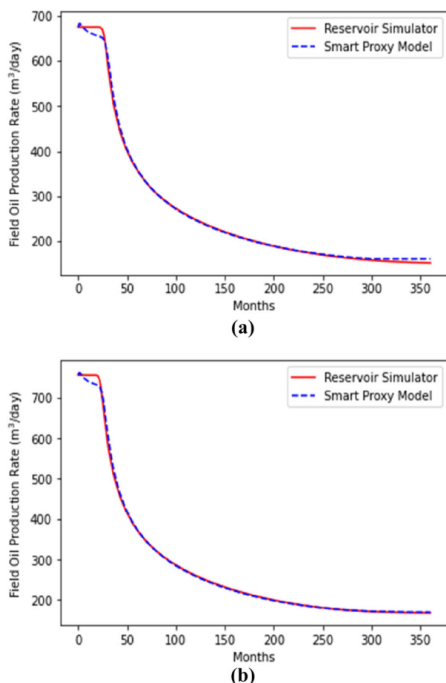 700
600
500
400
300
200
Field Oil Production Rate (m³/day)
Reservoir Simulator
Smart Proxy Model
0 50 100 150 200 250 300 350
Months
(a)
700
600
500
400
300
200
Field Oil Production Rate (m³/day)
Reservoir Simulator
Smart Proxy Model
0 50 100 150 200 250 300 350
Months
(b)